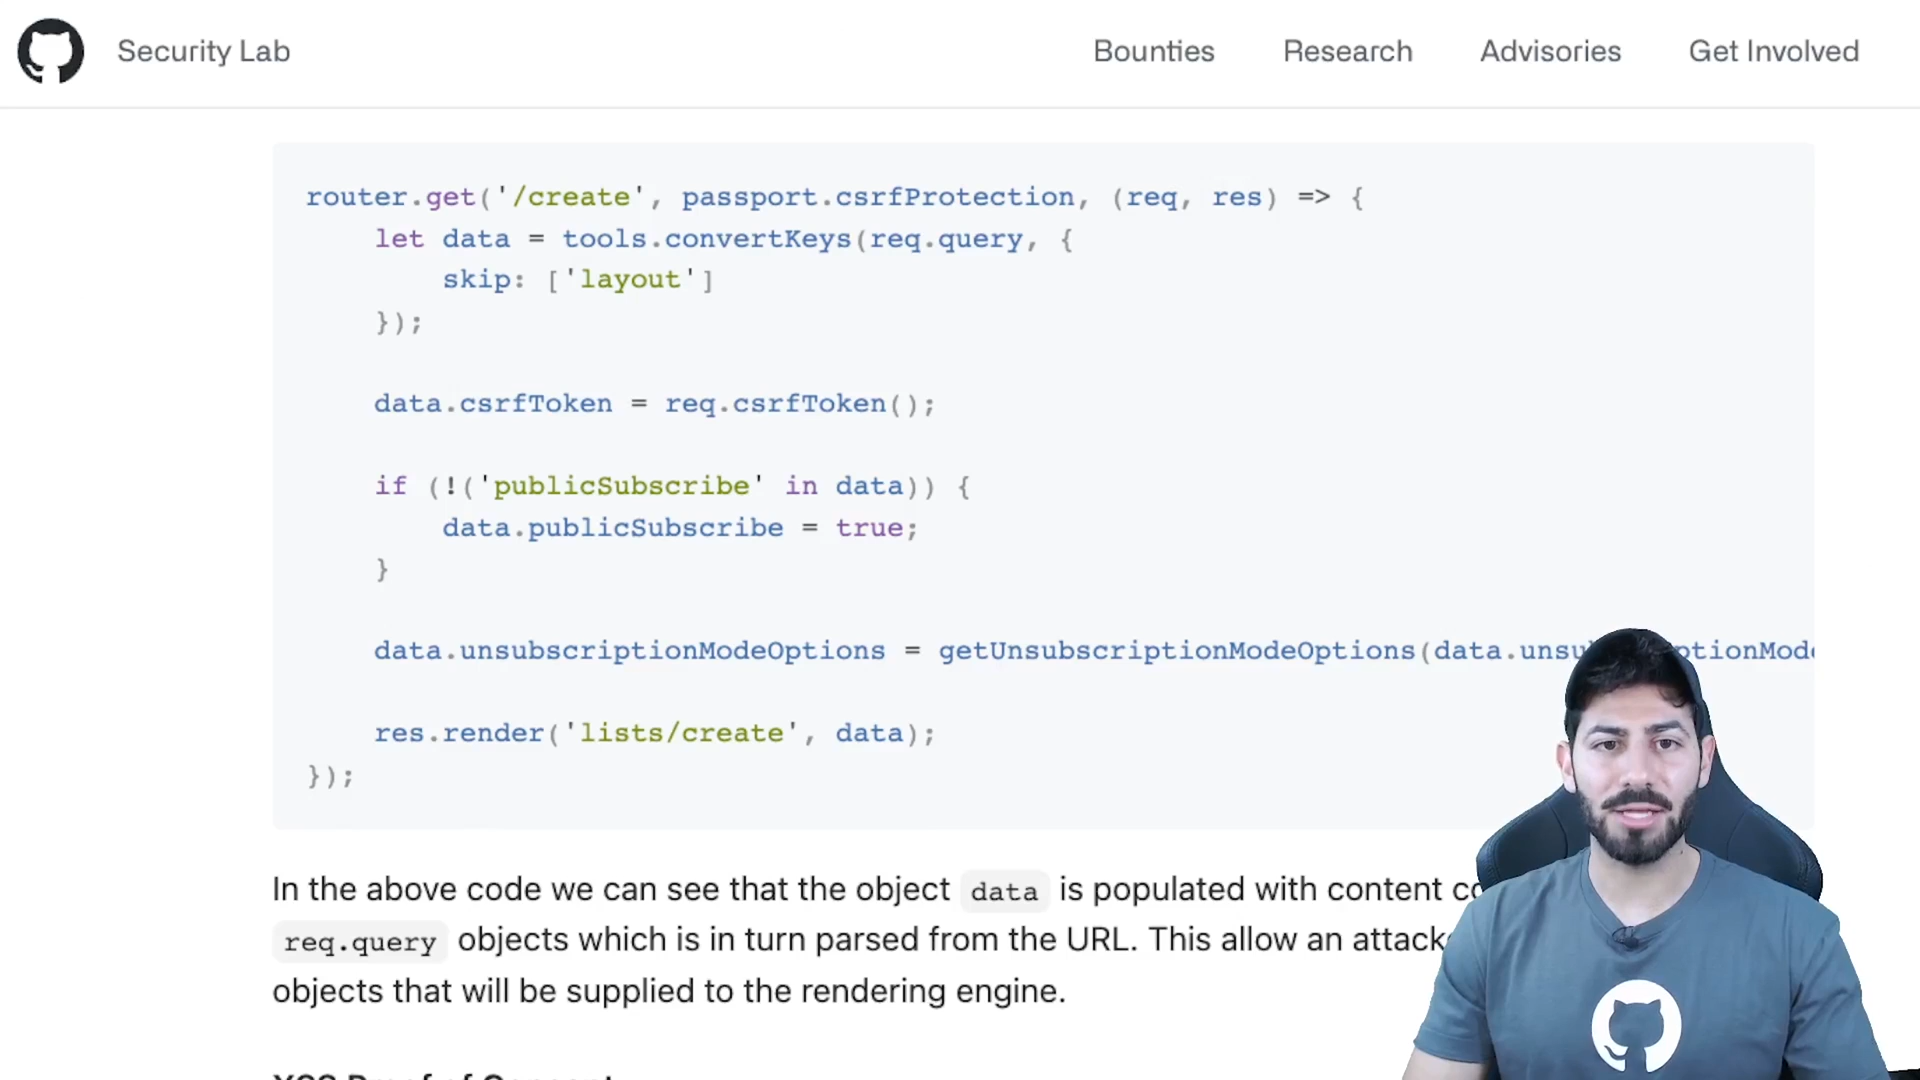 Security Lab
Bounties Research Advisories Get Involved
router.get('/create', passport.csrfProtection, (req, res) => {
    let data = tools.convertKeys(req.query, {
        skip: ['layout']
    });
    data.csrfToken = req.csrfToken();
    if (!('publicSubscribe' in data)) {
        data.publicSubscribe = true;
    }
    data.unsubscriptionModeOptions = getUnsubscriptionModeOptions(data.unsu
    res.render('lists/create', data);
});
In the above code we can see that the object data is populated with content
req.query objects which is in turn parsed from the URL. This allow an
objects that will be supplied to the rendering engine.